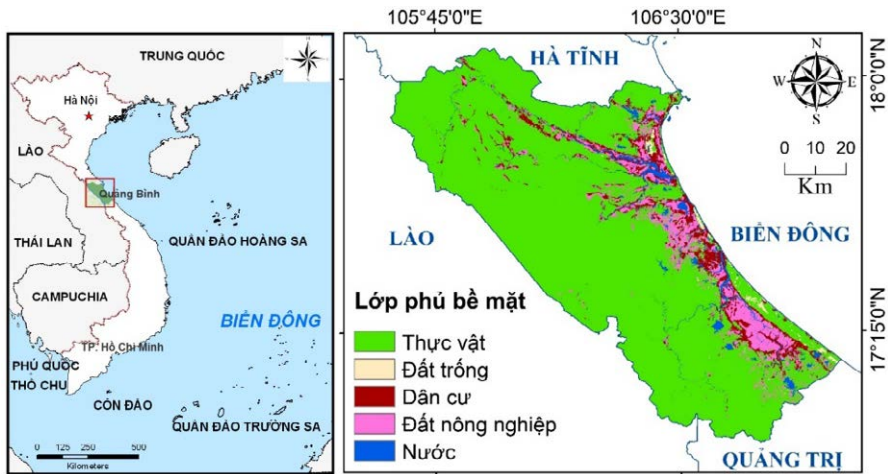 TRUNG QUỐC
Hà Nội
LÀO
Quảng Bình
THÁI LAN
QUẦN ĐẢO HOÀNG SA
CAMPUCHIA
BIỂN ĐÔNG
TP. Hồ Chí Minh
PHÚ QUỐC
THỔ CHU
CÔN ĐẢO
QUẦN ĐẢO TRƯỜNG SA
0 125 250 500
Kilometers
105°45'0"E 106°30'0"E
HÀ TĨNH
N
W E
S
18°0'0"N
0 10 20
Km
LÀO
BIỂN ĐÔNG
Lớp phủ bề mặt
Thực vật
Đất trống
Dân cư
Đất nông nghiệp
Nước
17°15'0"N
QUẢNG TRỊ